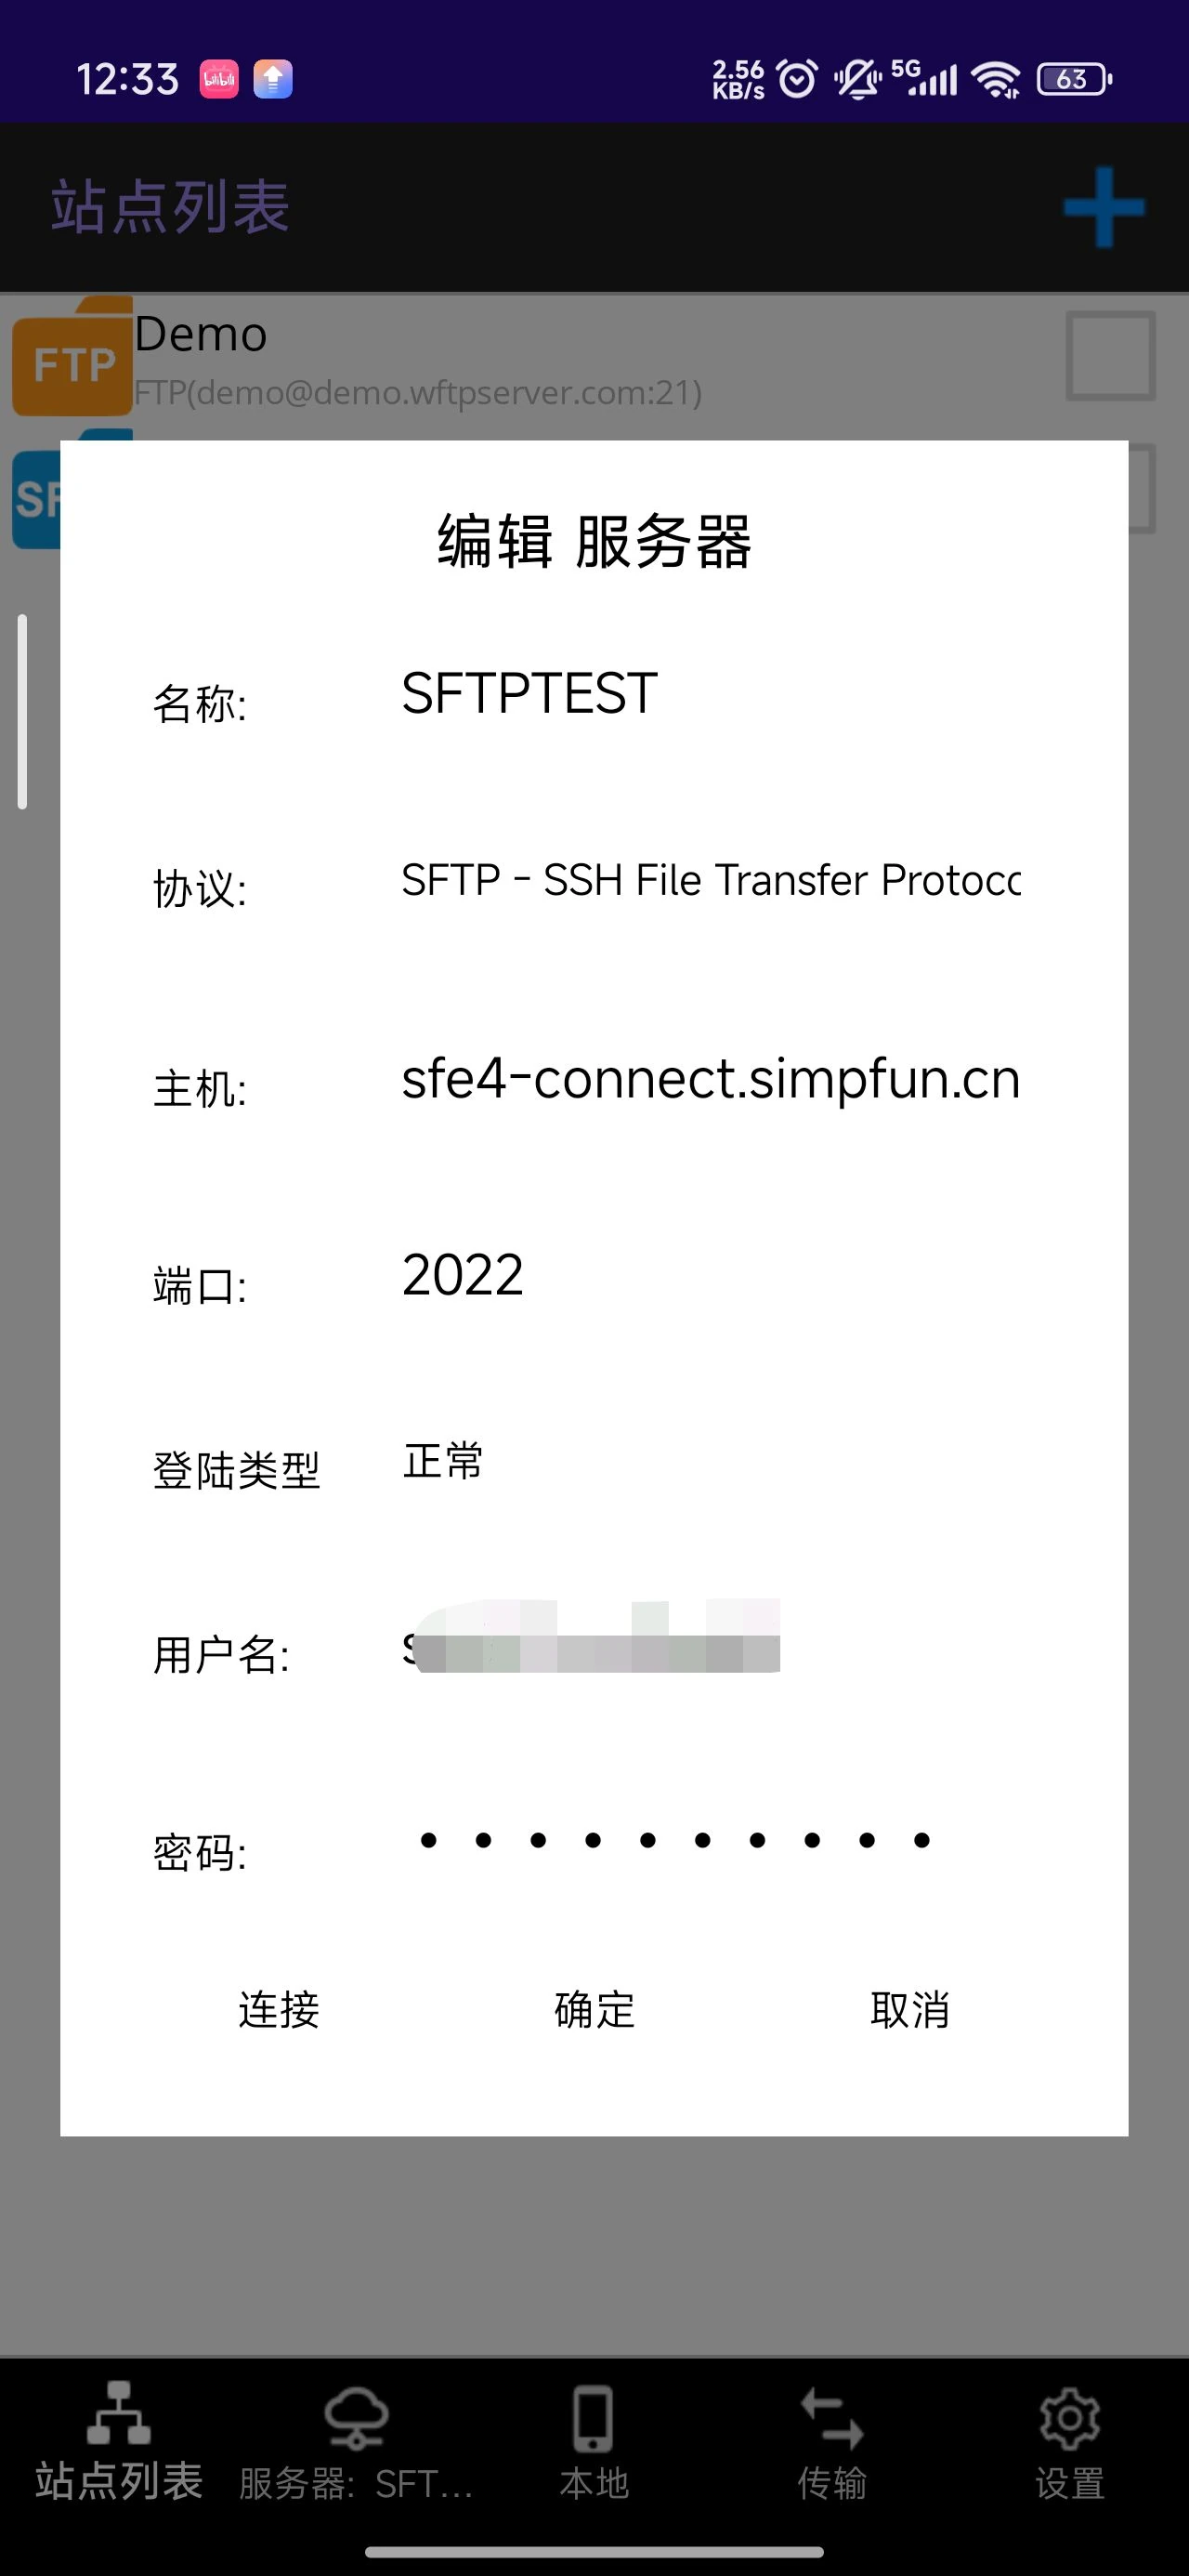 12:33
bilibili
2.56
KB/s
5G
63
站点列表
FTP
Demo
FTP(demo@demo.wftpserver.com:21)
编辑 服务器
名称:
SFTPTEST
协议:
SFTP - SSH File Transfer Protoco
主机:
sfe4-connect.simpfun.cn
端口:
2022
登陆类型
正常
用户名:
密码:
连接
确定
取消
站点列表
服务器: SFT...
本地
传输
设置